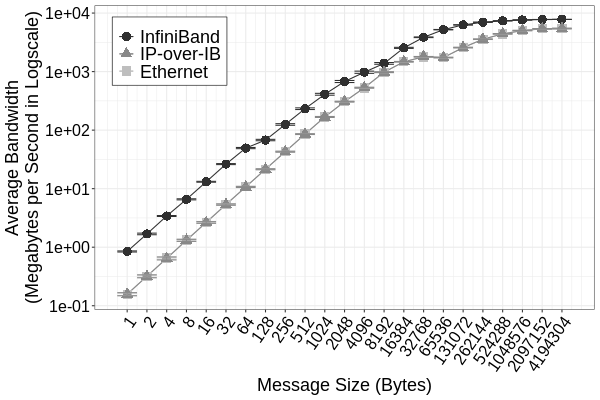 1e+04
1e+03
1e+02
1e+01
1e+00
1e-01
Average Bandwidth
(Megabytes per Second in Logscale)
InfiniBand
IP-over-IB
Ethernet
1
2
4
8
16
32
64
128
256
512
1024
2048
4096
8192
16384
32768
65536
131072
262144
524288
1048576
2097152
4194304
Message Size (Bytes)